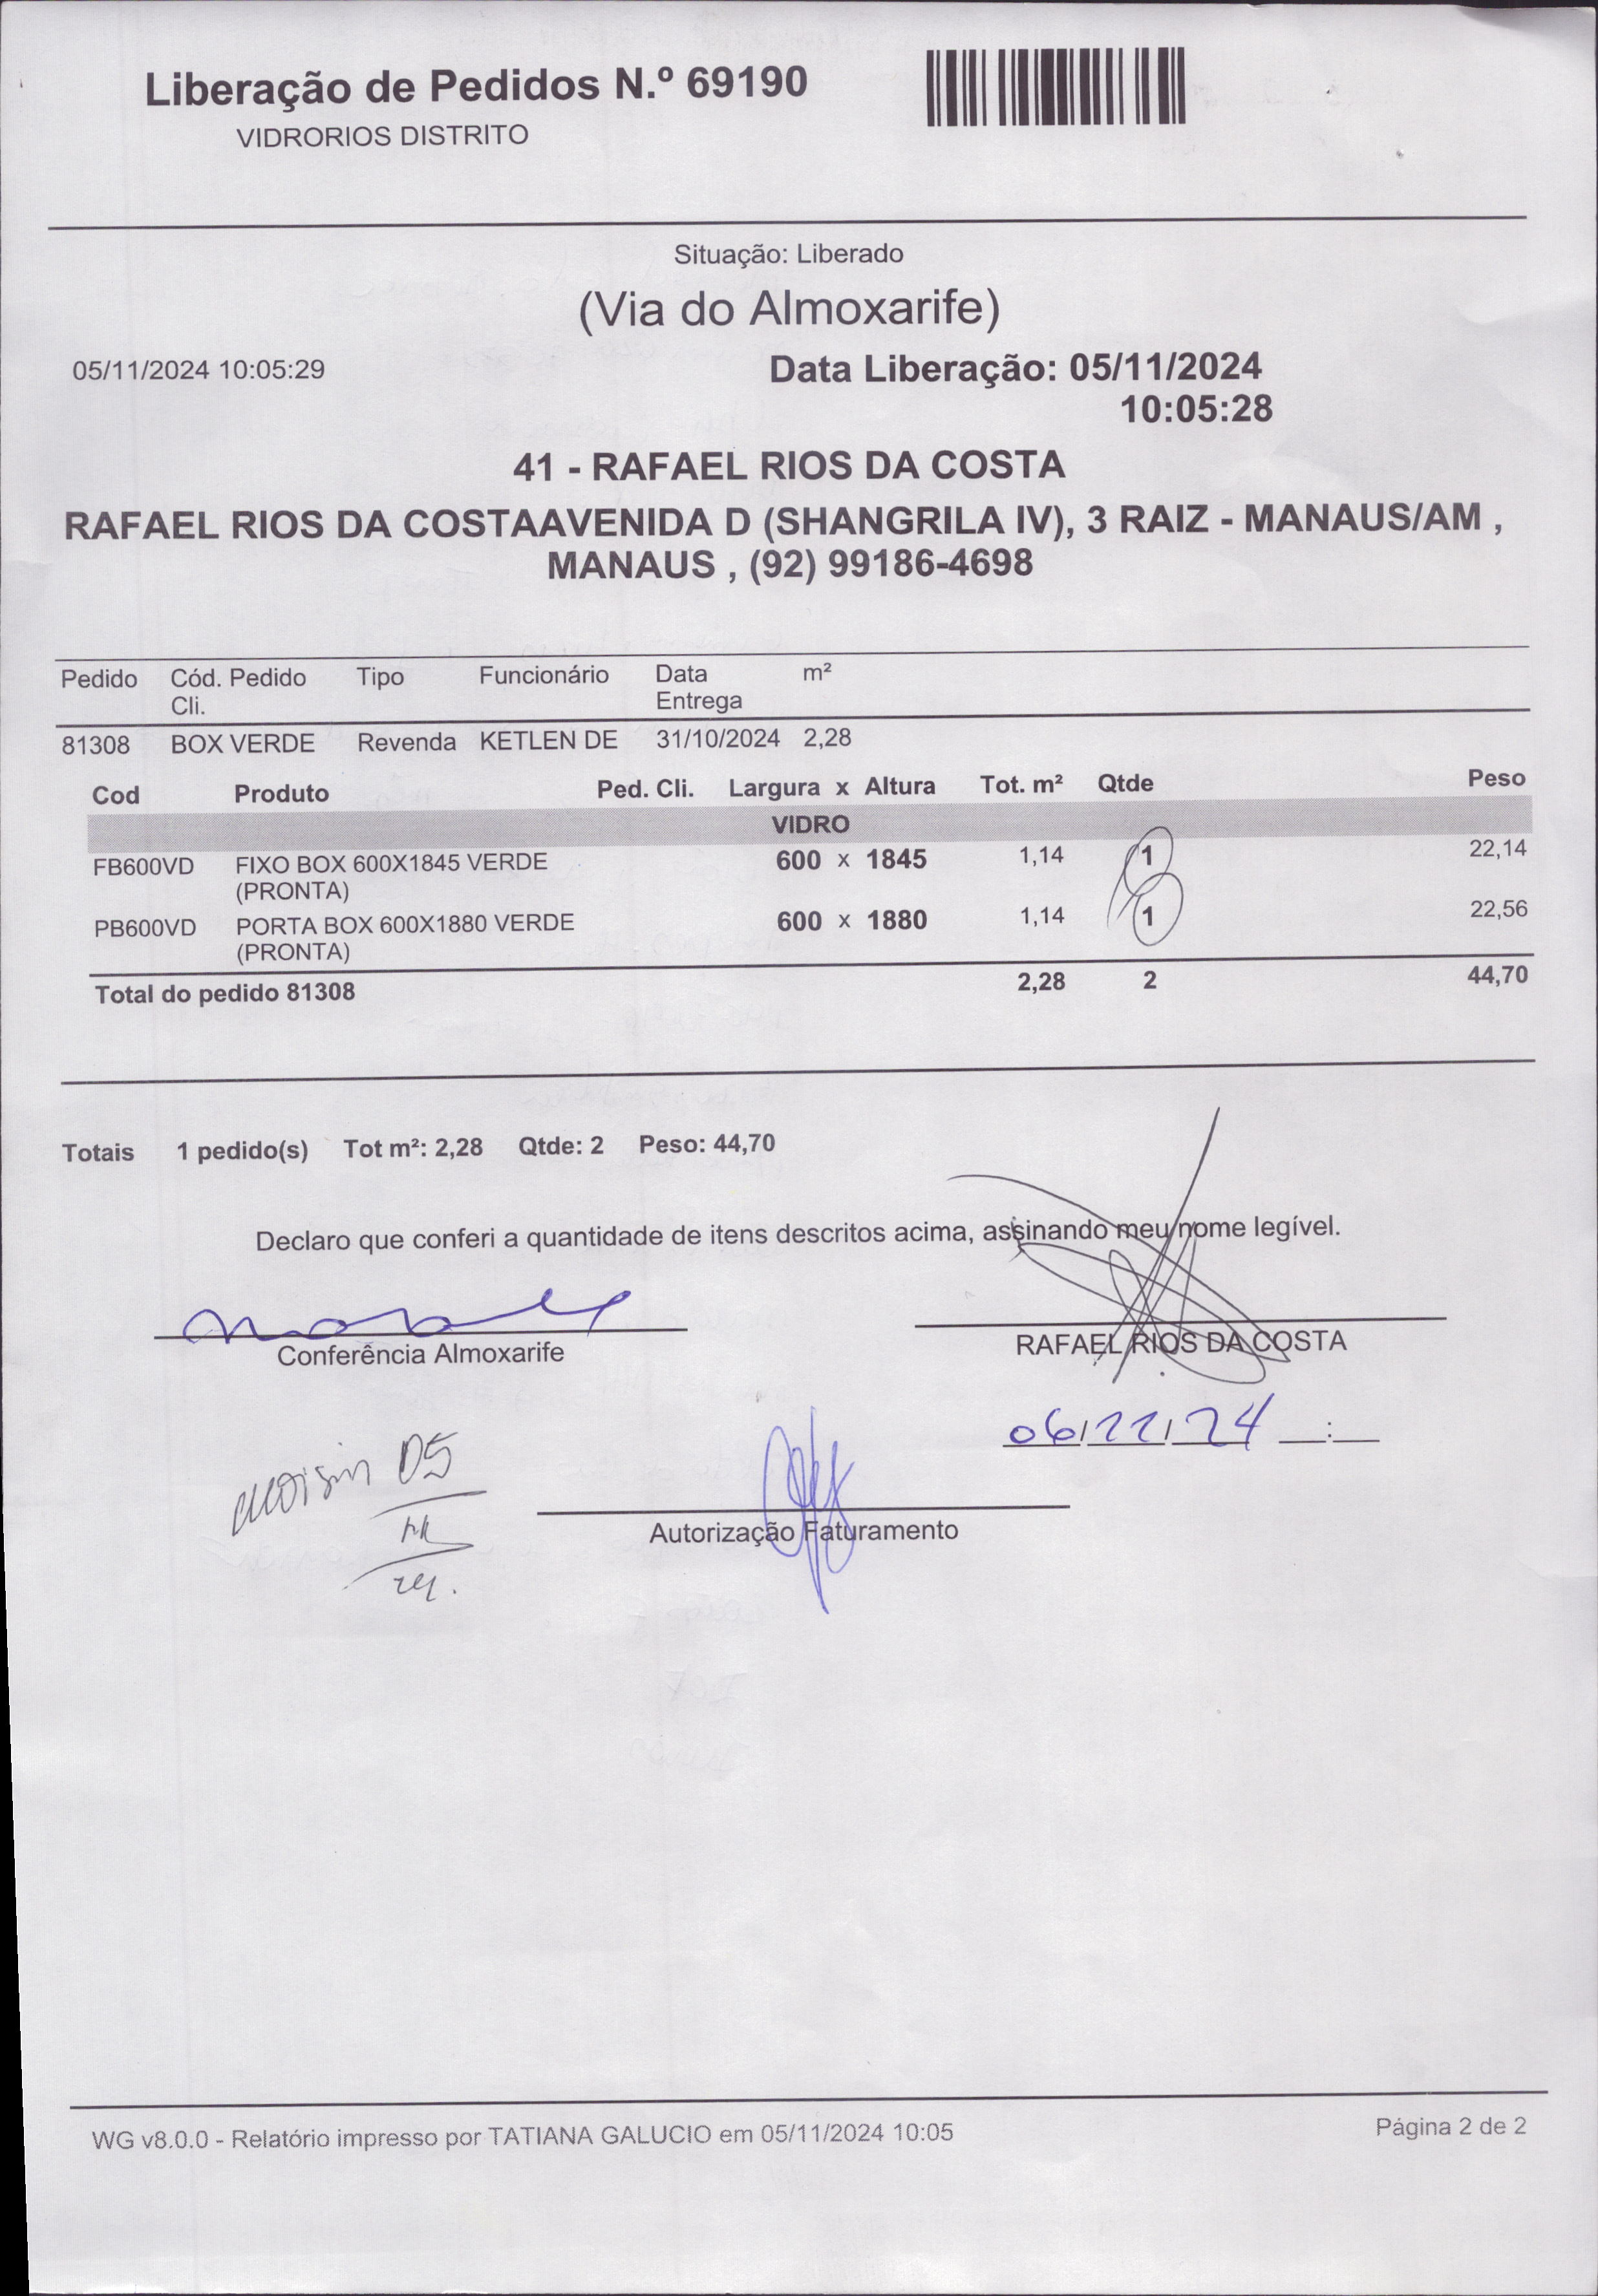 Liberação de Pedidos N.º 69190
VIDRORIOS DISTRITO
Situação: Liberado
(Via do Almoxarife)
05/11/2024 10:05:29
Data Liberação: 05/11/2024
10:05:28
41 - RAFAEL RIOS DA COSTA
RAFAEL RIOS DA COSTAAVENIDA D (SHANGRILA IV), 3 RAIZ - MANAUS/AM ,
MANAUS , (92) 99186-4698
Pedido Cód. Pedido Tipo Funcionário Data m²
Cli. Entrega
81308 BOX VERDE Revenda KETLEN DE 31/10/2024 2,28
Cod Produto Ped. Cli. Largura x Altura Tot. m² Qtde Peso
VIDRO
FB600VD FIXO BOX 600X1845 VERDE 600 x 1845 1,14 1 22,14
(PRONTA)
PB600VD PORTA BOX 600X1880 VERDE 600 x 1880 1,14 1 22,56
(PRONTA)
Total do pedido 81308 2,28 2 44,70
Totais 1 pedido(s) Tot m²: 2,28 Qtde: 2 Peso: 44,70
Declaro que conferi a quantidade de itens descritos acima, assinando meu nome legível.
Conferência Almoxarife
RAFAEL RIOS DA COSTA
05
Autorização Faturamento
WG v8.0.0 - Relatório impresso por TATIANA GALUCIO em 05/11/2024 10:05
Página 2 de 2